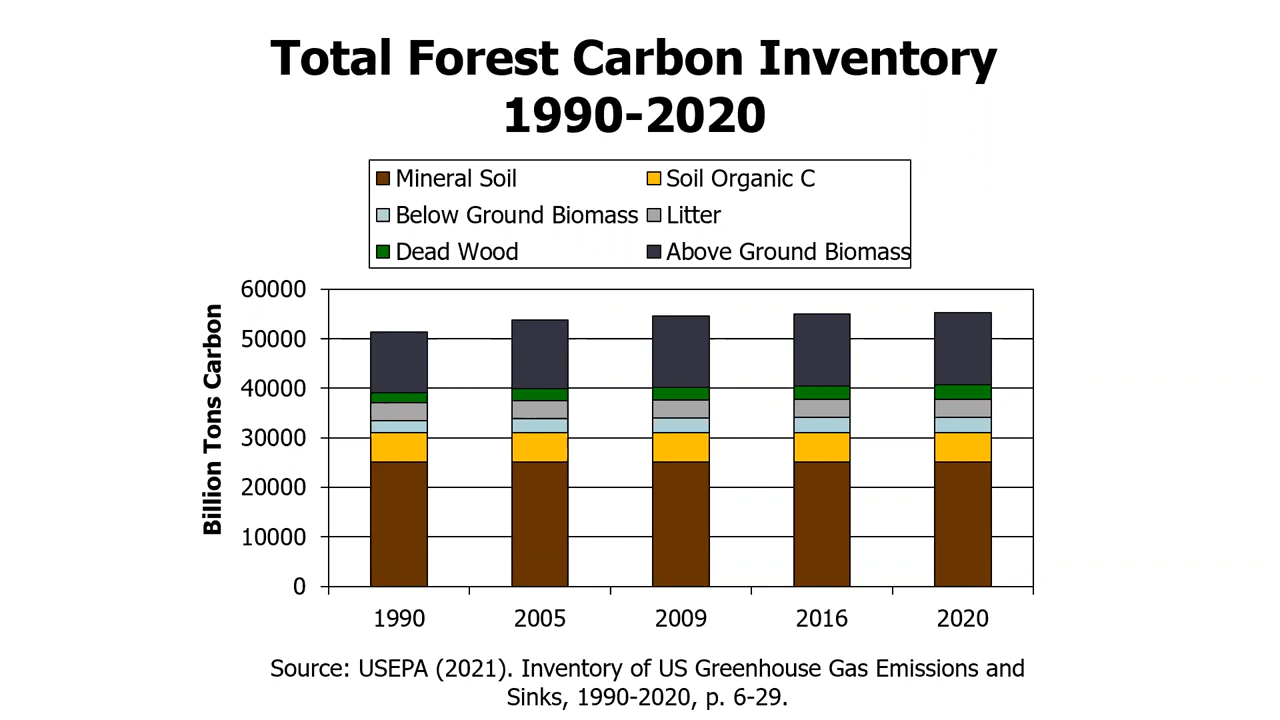 Total Forest Carbon Inventory
1990-2020
Mineral Soil
Soil Organic C
Below Ground Biomass
Litter
Dead Wood
Above Ground Biomass
Billion Tons Carbon
60000
50000
40000
30000
20000
10000
0
1990 2005 2009 2016 2020
Source: USEPA (2021). Inventory of US Greenhouse Gas Emissions and
Sinks, 1990-2020, p. 6-29.